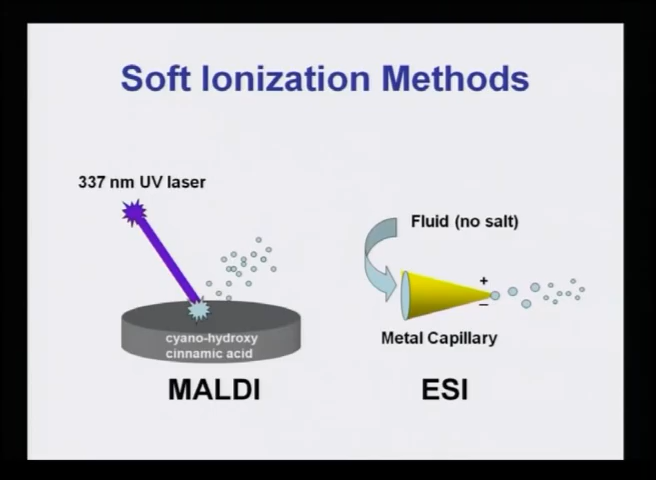 Soft Ionization Methods
337 nm UV laser
Fluid (no salt)
+
–
cyano-hydroxy
cinnamic acid
Metal Capillary
MALDI
ESI